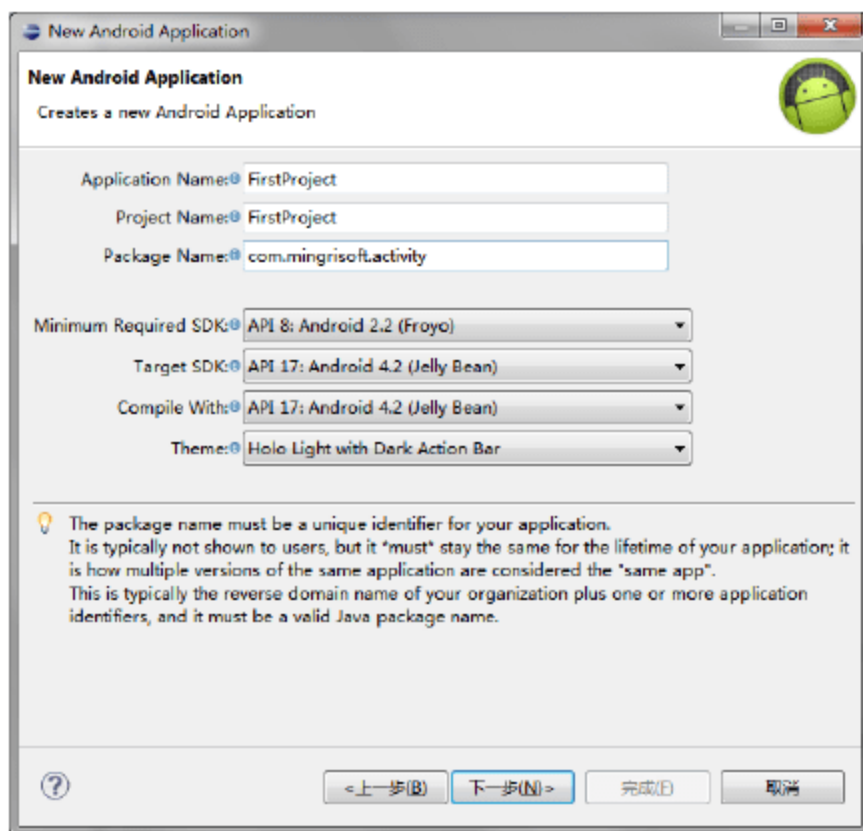 New Android Application
New Android Application
Creates a new Android Application
Application Name: FirstProject
Project Name: FirstProject
Package Name: com.mingrisoft.activity
Minimum Required SDK: API 8: Android 2.2 (Froyo)
Target SDK: API 17: Android 4.2 (Jelly Bean)
Compile With: API 17: Android 4.2 (Jelly Bean)
Theme: Holo Light with Dark Action Bar
The package name must be a unique identifier for your application.
It is typically not shown to users, but it *must* stay the same for the lifetime of your application; it
is how multiple versions of the same application are considered the "same app".
This is typically the reverse domain name of your organization plus one or more application
identifiers, and it must be a valid Java package name.
? <上一步(B) 下一步(N)> 完成(F) 取消